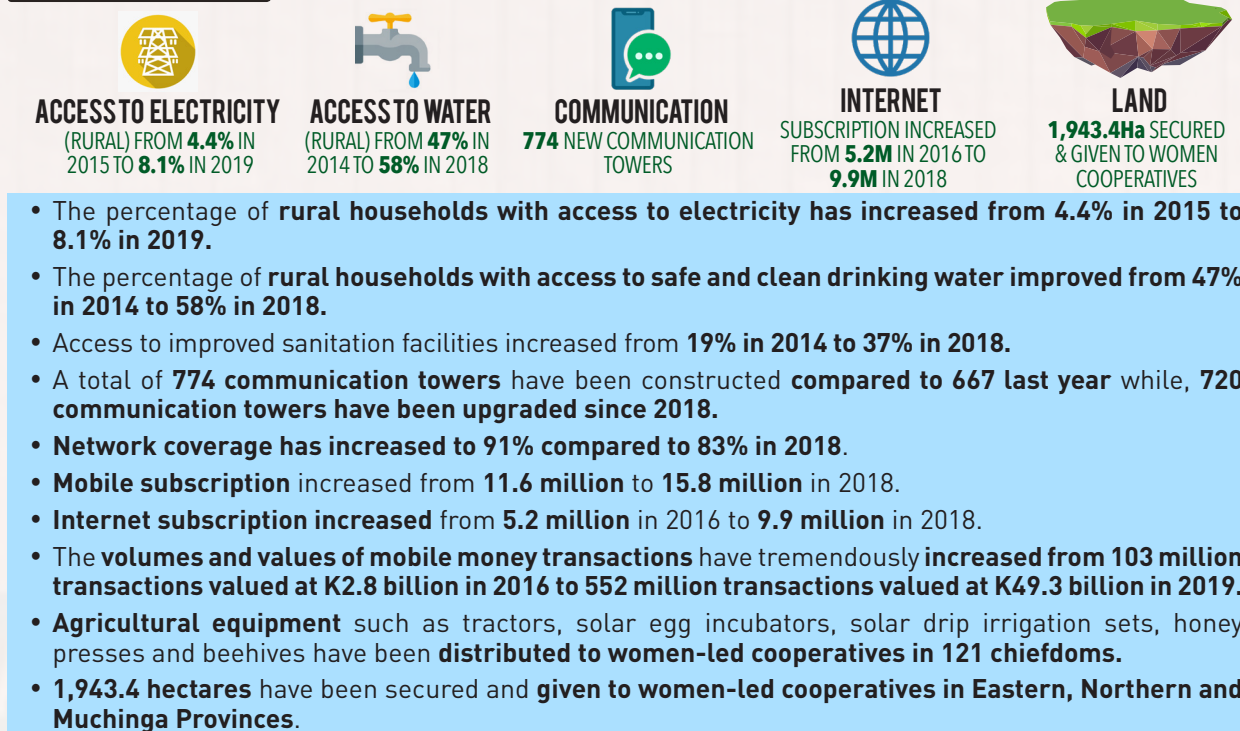 ACCESS TO ELECTRICITY
(RURAL) FROM 4.4% IN
2015 TO 8.1% IN 2019
ACCESS TO WATER
(RURAL) FROM 47% IN
2014 TO 58% IN 2018
COMMUNICATION
774 NEW COMMUNICATION
TOWERS
INTERNET
SUBSCRIPTION INCREASED
FROM 5.2M IN 2016 TO
9.9M IN 2018
LAND
1,943.4Ha SECURED
& GIVEN TO WOMEN
COOPERATIVES
• The percentage of rural households with access to electricity has increased from 4.4% in 2015 to
8.1% in 2019.
• The percentage of rural households with access to safe and clean drinking water improved from 47%
in 2014 to 58% in 2018.
• Access to improved sanitation facilities increased from 19% in 2014 to 37% in 2018.
• A total of 774 communication towers have been constructed compared to 667 last year while, 720
communication towers have been upgraded since 2018.
• Network coverage has increased to 91% compared to 83% in 2018.
• Mobile subscription increased from 11.6 million to 15.8 million in 2018.
• Internet subscription increased from 5.2 million in 2016 to 9.9 million in 2018.
• The volumes and values of mobile money transactions have tremendously increased from 103 million
transactions valued at K2.8 billion in 2016 to 552 million transactions valued at K49.3 billion in 2019.
• Agricultural equipment such as tractors, solar egg incubators, solar drip irrigation sets, honey
presses and beehives have been distributed to women-led cooperatives in 121 chiefdoms.
• 1,943.4 hectares have been secured and given to women-led cooperatives in Eastern, Northern and
Muchinga Provinces.